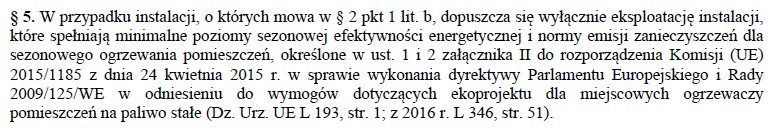 § 5. W przypadku instalacji, o których mowa w § 2 pkt 1 lit. b, dopuszcza się wyłącznie eksploatację instalacji,
które spełniają minimalne poziomy sezonowej efektywności energetycznej i normy emisji zanieczyszczeń dla
sezonowego ogrzewania pomieszczeń, określone w ust. 1 i 2 załącznika II do rozporządzenia Komisji (UE)
2015/1185 z dnia 24 kwietnia 2015 r. w sprawie wykonania dyrektywy Parlamentu Europejskiego i Rady
2009/125/WE w odniesieniu do wymogów dotyczących ekoprojektu dla miejscowych ogrzewaczy
pomieszczeń na paliwo stałe (Dz. Urz. UE L 193, str. 1; z 2016 r. L 346, str. 51).